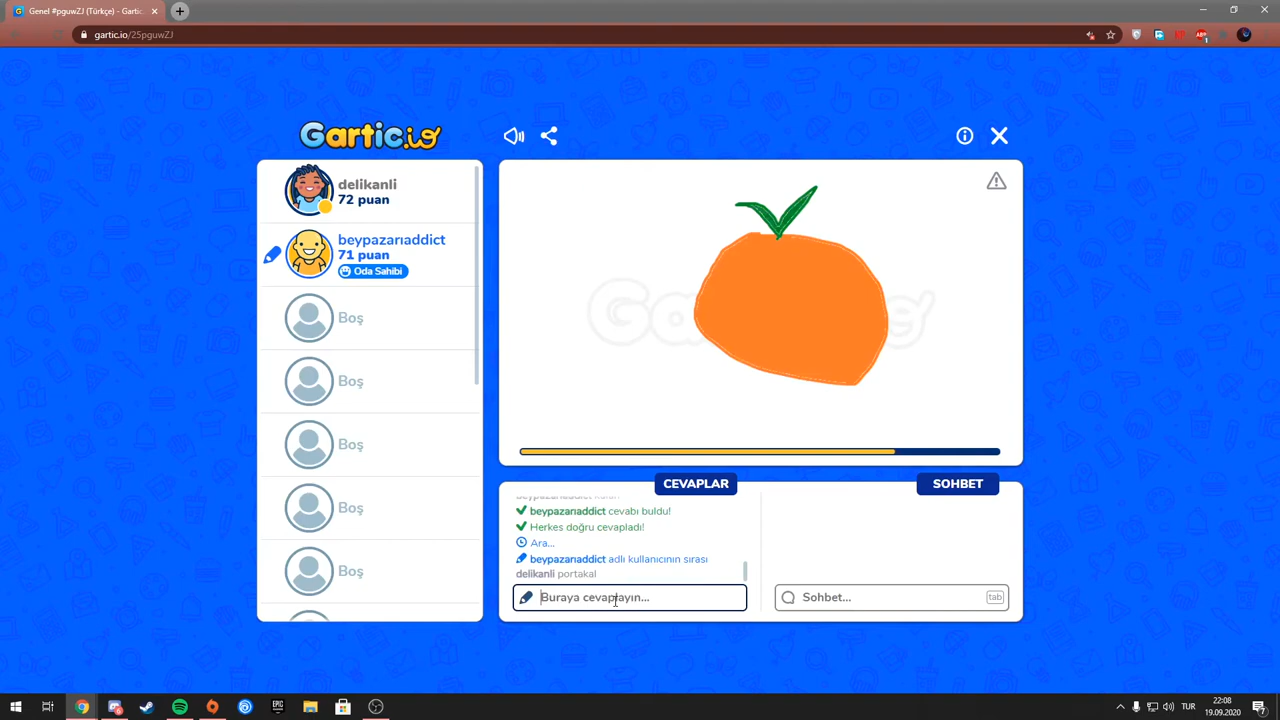 Genel #pguwZJ (Türkçe) - Gartic.
gartic.io/25pguwZJ
Gartic.io
delikanli
72 puan
beypazarıaddict
71 puan
Oda Sahibi
Boş
Boş
Boş
Boş
Boş
CEVAPLAR
SOHBET
beypazarıaddict cevabı buldu!
Herkes doğru cevapladı!
Ara...
beypazarıaddict adlı kullanıcının sırası
delikanli portakal
Buraya cevaplayın...
Sohbet...
tab
EPIC
TUR
22:08
19.09.2020